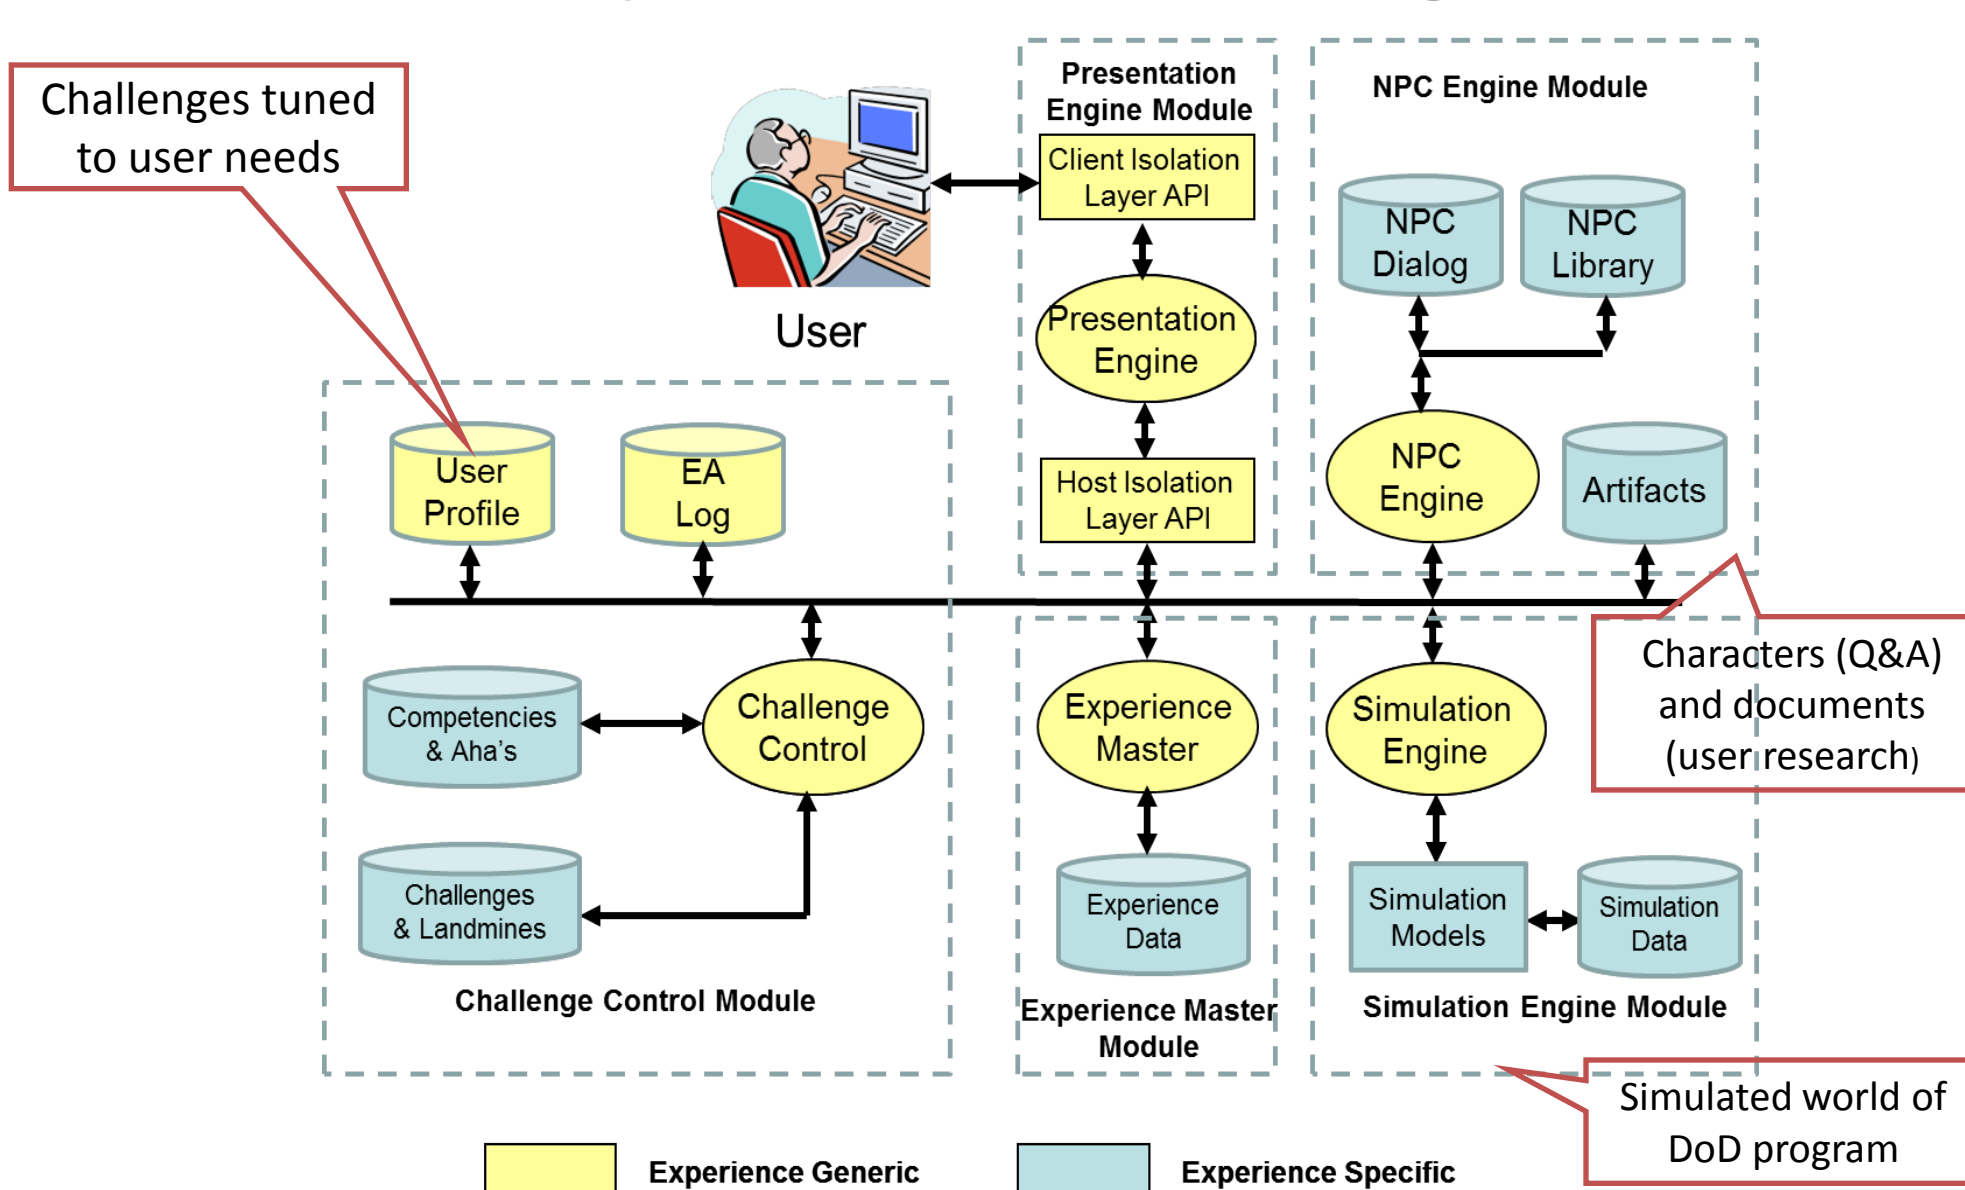 Challenges tuned
to user needs
User
Presentation
Engine Module
Client Isolation
Layer API
Presentation
Engine
Host Isolation
Layer API
NPC Engine Module
NPC
Dialog
NPC
Library
NPC
Engine
Artifacts
User
Profile
EA
Log
Competencies
& Aha's
Challenge
Control
Challenges
& Landmines
Challenge Control Module
Experience
Master
Experience
Data
Experience Master
Module
Simulation
Engine
Simulation
Models
Simulation
Data
Simulation Engine Module
Characters (Q&A)
and documents
(user research)
Simulated world of
DoD program
Experience Generic
Experience Specific